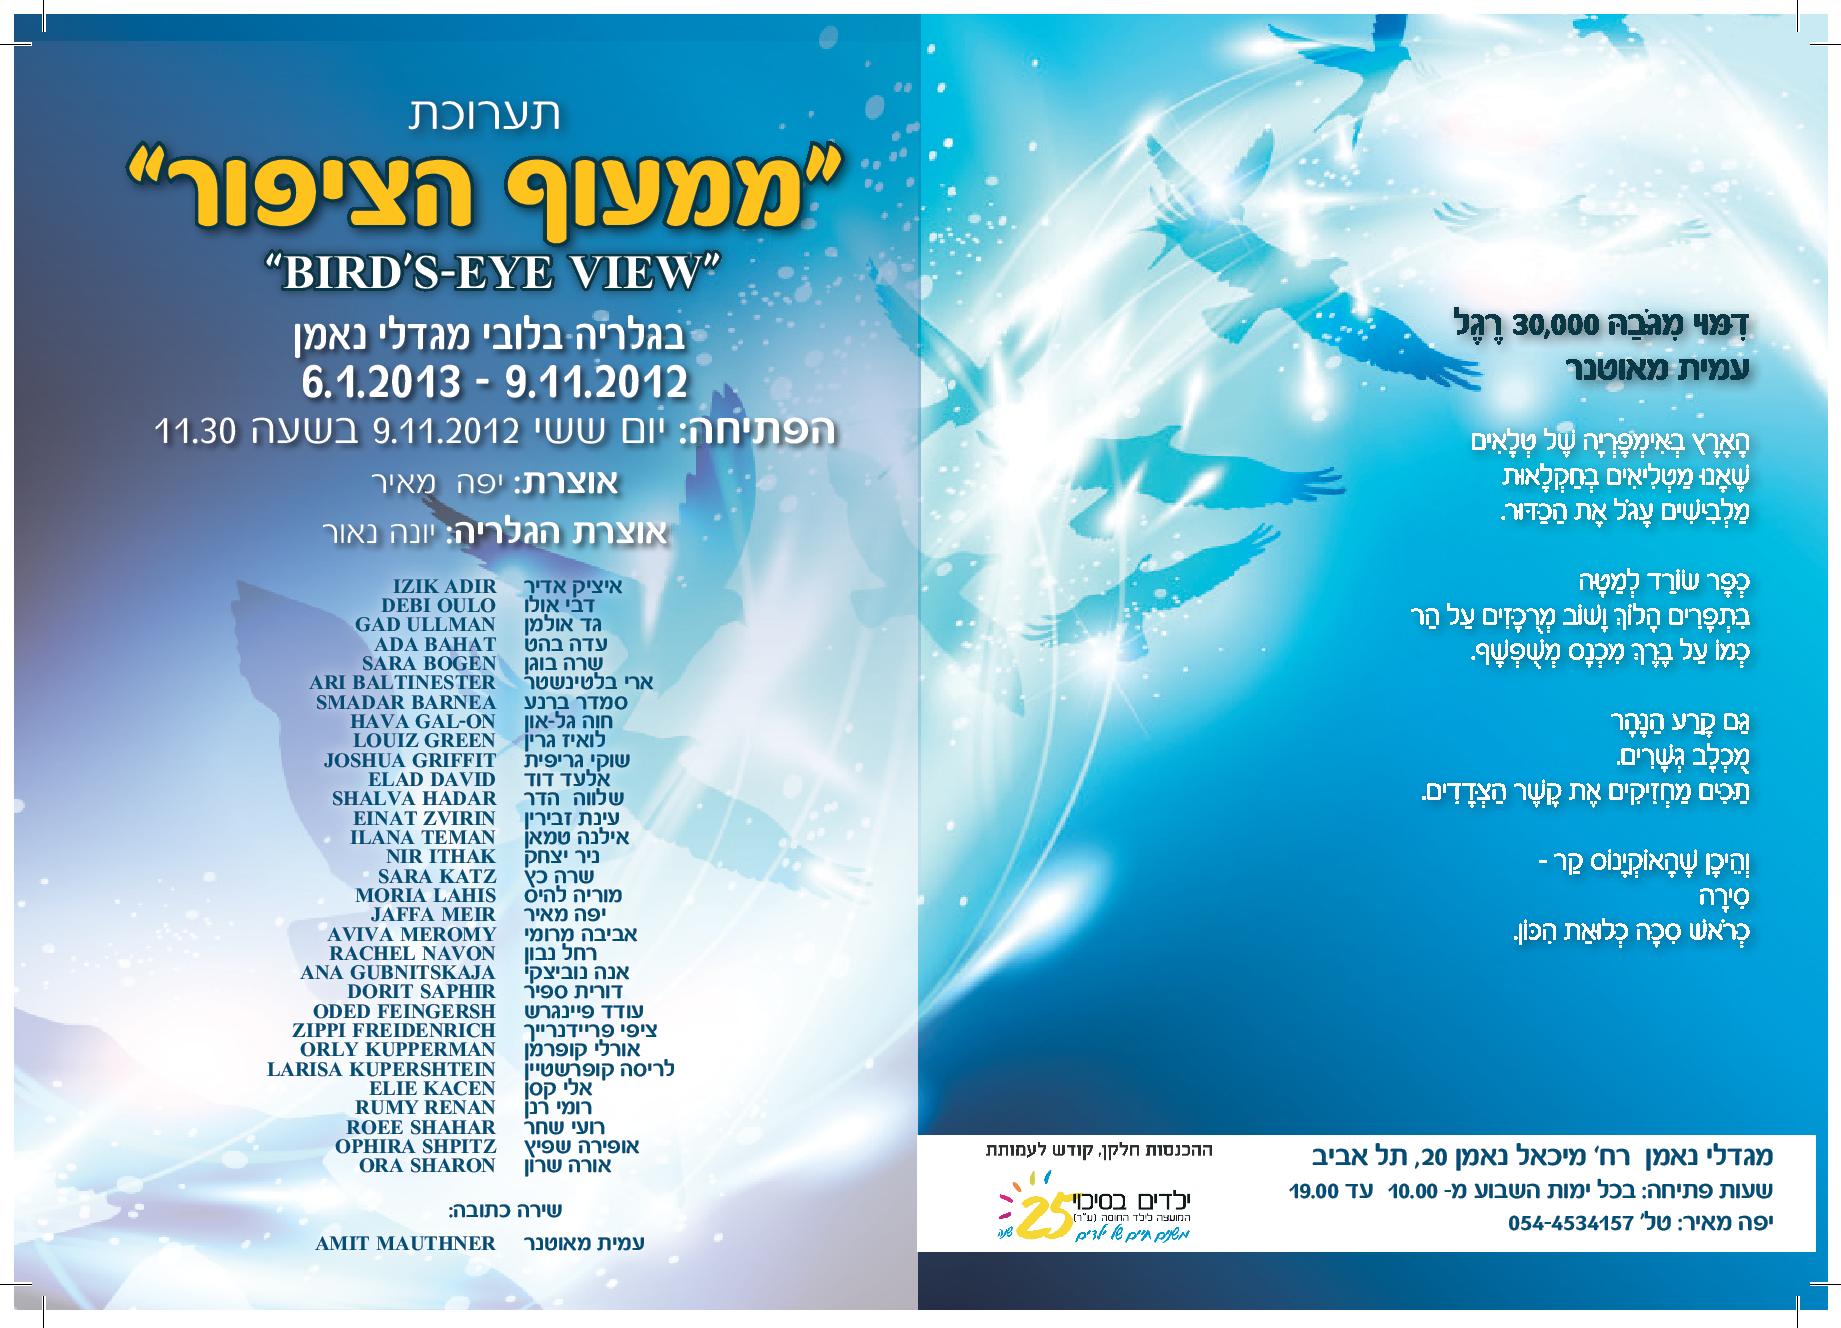 תערוכת
"ממעוף הציפור"
"BIRD'S-EYE VIEW"
בגלריה בלובי מגדלי נאמן
6.1.2013 - 9.11.2012
הפתיחה: יום ששי 9.11.2012 בשעה 11.30
אוצרת: יפה מאיר
אוצרת הגלריה: יונה נאור
IZIK ADIR איציק אדיר
DEBI OULO דבי אולו
GAD ULLMAN גד אולמן
ADA BAHAT עדה בהט
SARA BOGEN שרה בוגן
ARI BALTINESTER ארי בלטינשטר
SMADAR BARNEA סמדר ברנע
HAVA GAL-ON חוה גל-און
LOUIZ GREEN לואיז גרין
JOSHUA GRIFFIT שוקי גריפית
ELAD DAVID אלעד דוד
SHALVA HADAR שלווה הדר
EINAT ZVIRIN עינת זבירין
ILANA TEMAN אילנה טמאן
NIR ITHAK ניר יצחק
SARA KATZ שרה כץ
MORIA LAHIS מוריה להיס
JAFFA MEIR יפה מאיר
AVIVA MEROMY אביבה מרומי
RACHEL NAVON רחל נבון
ANA GUBNITSKAJA אנה נוביצקי
DORIT SAPHIR דורית ספיר
ODED FEINGERSH עודד פיינגרש
ZIPPI FREIDENRICH ציפי פריידנרייך
ORLY KUPPERMAN אורלי קופרמן
LARISA KUPERSHTEIN לריסה קופרשטיין
ELIE KACEN אלי קסן
RUMY RENAN רומי רנן
ROEE SHAHAR רועי שחר
OPHIRA SHPITZ אופירה שפיץ
ORA SHARON אורה שרון
שירה כתובה:
AMIT MAUTHNER עמית מאוטנר
דִּמּוּי מִגֹּבַהּ 30,000 רֶגֶל
עמית מאוטנר
הָאָרֶץ בְּאִימְפֶּרְיָה שֶׁל טְלָאִים
שֶׁאָנוּ מַטְלִיאִים בְּחַקְלָאוּת
מַלְבִּישִׁים עָגֹל אֶת הַכַּדּוּר.
כְּפָר שׂוֹרֵד לְמַטָּה
בִּתְפָרִים הָלוֹךְ וָשׁוֹב מְרֻכָּזִים עַל הַר
כְּמוֹ עַל בֶּרֶךְ מִכְנָס מְשֻׁפְשָׁף.
גַּם קֶרַע הַנָּהָר
מֻכְלָב גְּשָׁרִים.
תַּכִּים מַחְזִיקִים אֶת קֶשֶׁר הַצְּדָדִים.
וְהֵיכָן שֶׁהָאוֹקְיָנוֹס קַר -
סִירָה
כְּרֹאשׁ סִכָּה כְּלוּאַת הִכּוֹן.
מגדלי נאמן רח' מיכאל נאמן 20, תל אביב
שעות פתיחה: בכל ימות השבוע מ- 10.00 עד 19.00
יפה מאיר: טל' 054-4534157
ההכנסות חלקן, קודש לעמותת
ילדים בסיכוי
המועצה לילד החוסה (ע"ר)
משנים חיים של ילדים
25 שנה